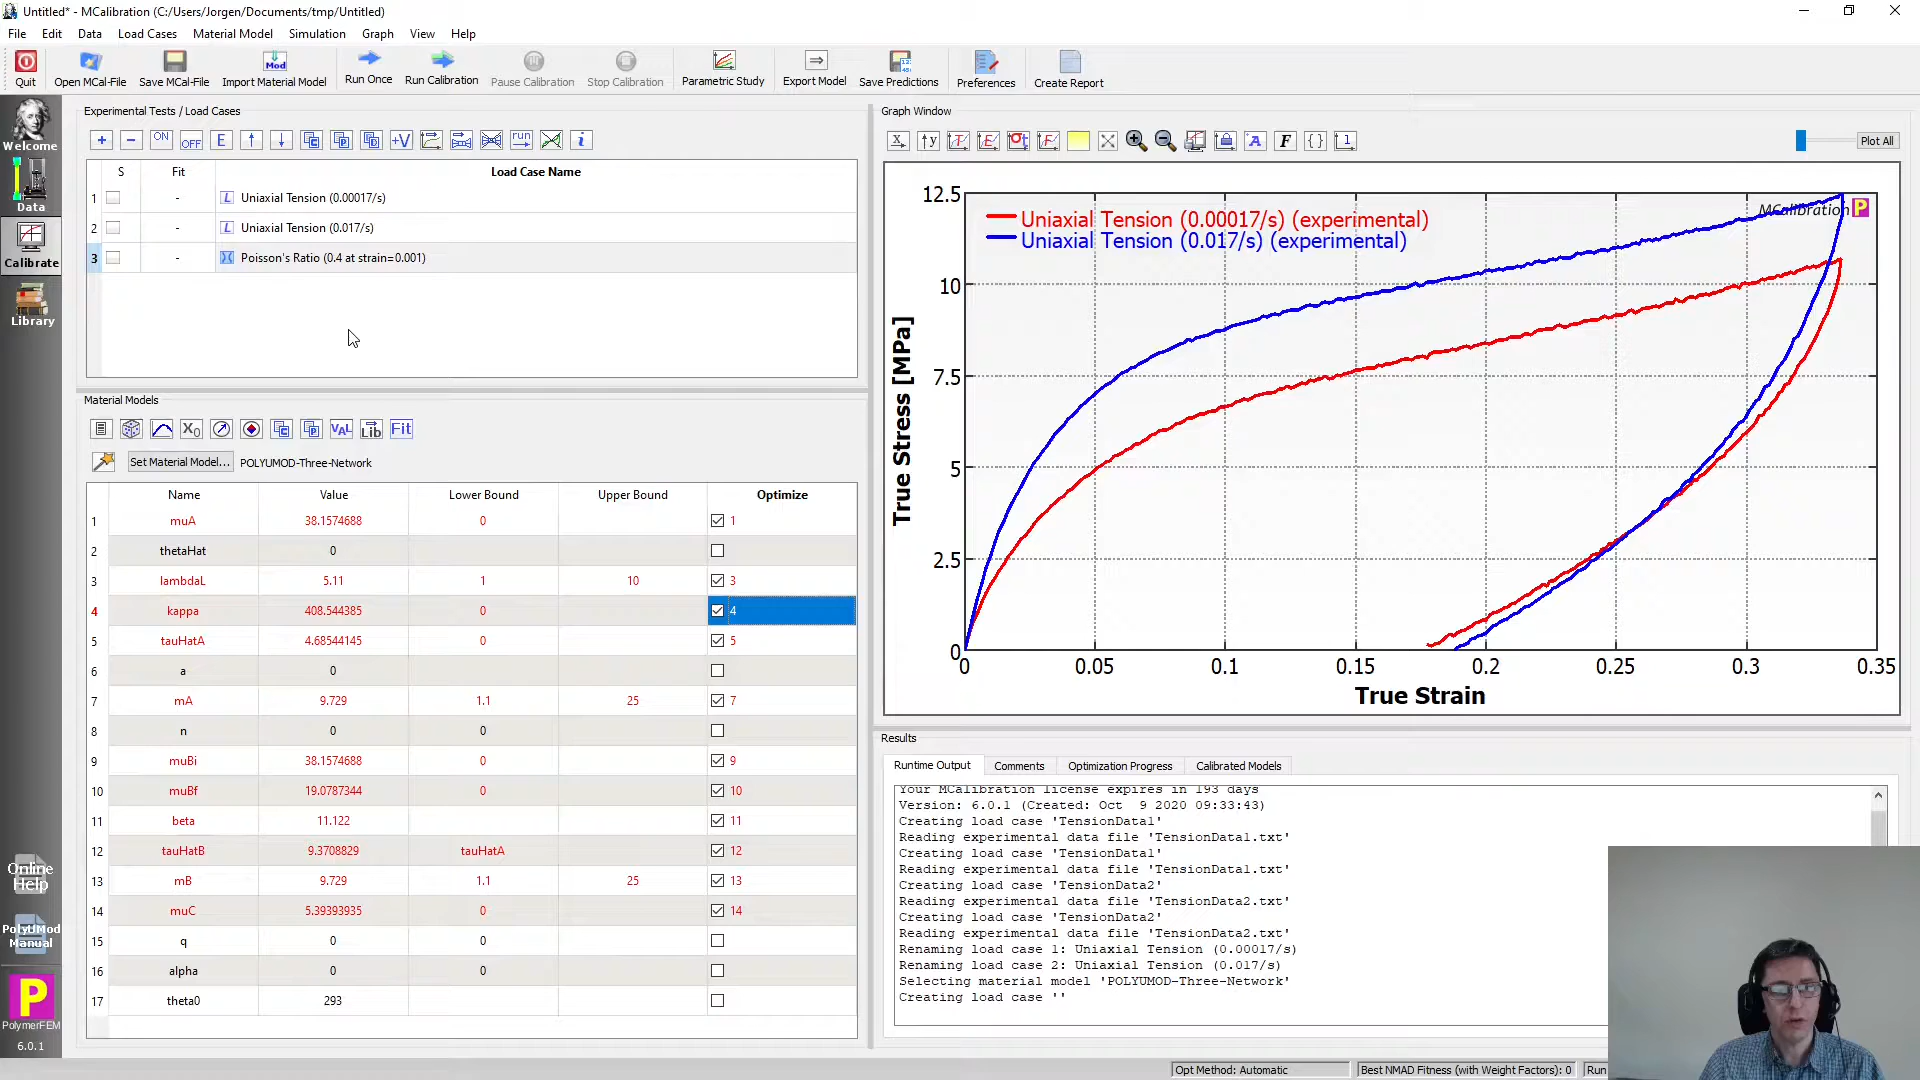 Untitled* - MCalibration (C:/Users/Jorgen/Documents/tmp/Untitled)
File Edit Data Load Cases Material Model Simulation Graph View Help
Quit Open MCal-File Save MCal-File Import Material Model Run Once Run Calibration Pause Calibration Stop Calibration Parametric Study Export Model Save Predictions Preferences Create Report
Welcome
Data
Calibrate
Library
Online Help
PolyUMod Manual
PolymerFEM
6.0.1
Experimental Tests / Load Cases
S Fit Load Case Name
1 - L Uniaxial Tension (0.00017/s)
2 - L Uniaxial Tension (0.017/s)
3 - Poisson's Ratio (0.4 at strain=0.001)
Material Models
Set Material Model... POLYUMOD-Three-Network
Name Value Lower Bound Upper Bound Optimize
1 muA 38.1574688 0 1
2 thetaHat 0
3 lambdaL 5.11 1 10 3
4 kappa 408.544385 0 4
5 tauHatA 4.68544145 0 5
6 a 0
7 mA 9.729 1.1 25 7
8 n 0 0
9 muBi 38.1574688 0 9
10 muBf 19.0787344 0 10
11 beta 11.122 11
12 tauHatB 9.3708829 tauHatA 12
13 mB 9.729 1.1 25 13
14 muC 5.39393935 0 14
15 q 0 0
16 alpha 0 0
17 theta0 293
Graph Window
Plot All
Uniaxial Tension (0.00017/s) (experimental)
Uniaxial Tension (0.017/s) (experimental)
MCalibration P
12.5
10
7.5
5
2.5
0
True Stress [MPa]
0 0.05 0.1 0.15 0.2 0.25 0.3 0.35
True Strain
Results
Runtime Output Comments Optimization Progress Calibrated Models
Your MCalibration license expires in 193 days
Version: 6.0.1 (Created: Oct 9 2020 09:33:43)
Creating load case 'TensionData1'
Reading experimental data file 'TensionData1.txt'
Creating load case 'TensionData1'
Reading experimental data file 'TensionData1.txt'
Creating load case 'TensionData2'
Reading experimental data file 'TensionData2.txt'
Creating load case 'TensionData2'
Reading experimental data file 'TensionData2.txt'
Renaming load case 1: Uniaxial Tension (0.00017/s)
Renaming load case 2: Uniaxial Tension (0.017/s)
Selecting material model 'POLYUMOD-Three-Network'
Creating load case ''
Opt Method: Automatic Best NMAD Fitness (with Weight Factors): 0 Run